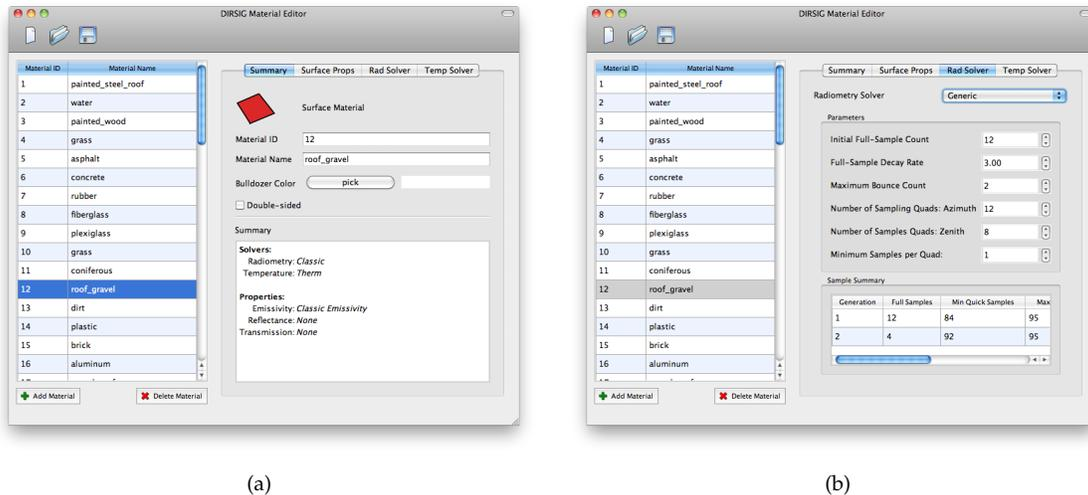 DIRSIG Material Editor
Material ID Material Name
1 painted_steel_roof
2 water
3 painted_wood
4 grass
5 asphalt
6 concrete
7 rubber
8 fiberglass
9 plexiglass
10 grass
11 coniferous
12 roof_gravel
13 dirt
14 plastic
15 brick
16 aluminum
Add Material Delete Material
Summary Surface Props Rad Solver Temp Solver
Surface Material
Material ID 12
Material Name roof_gravel
Bulldozer Color pick
Double-sided
Summary
Solvers:
Radiometry: Classic
Temperature: Therm
Properties:
Emissivity: Classic Emissivity
Reflectance: None
Transmission: None
(a)
DIRSIG Material Editor
Material ID Material Name
1 painted_steel_roof
2 water
3 painted_wood
4 grass
5 asphalt
6 concrete
7 rubber
8 fiberglass
9 plexiglass
10 grass
11 coniferous
12 roof_gravel
13 dirt
14 plastic
15 brick
16 aluminum
Add Material Delete Material
Summary Surface Props Rad Solver Temp Solver
Radiometry Solver Generic
Parameters
Initial Full-Sample Count 12
Full-Sample Decay Rate 3.00
Maximum Bounce Count 2
Number of Sampling Quads: Azimuth 12
Number of Samples Quads: Zenith 8
Minimum Samples per Quad: 1
Sample Summary
Generation Full Samples Min Quick Samples Max
1 12 84 95
2 4 92 95
(b)